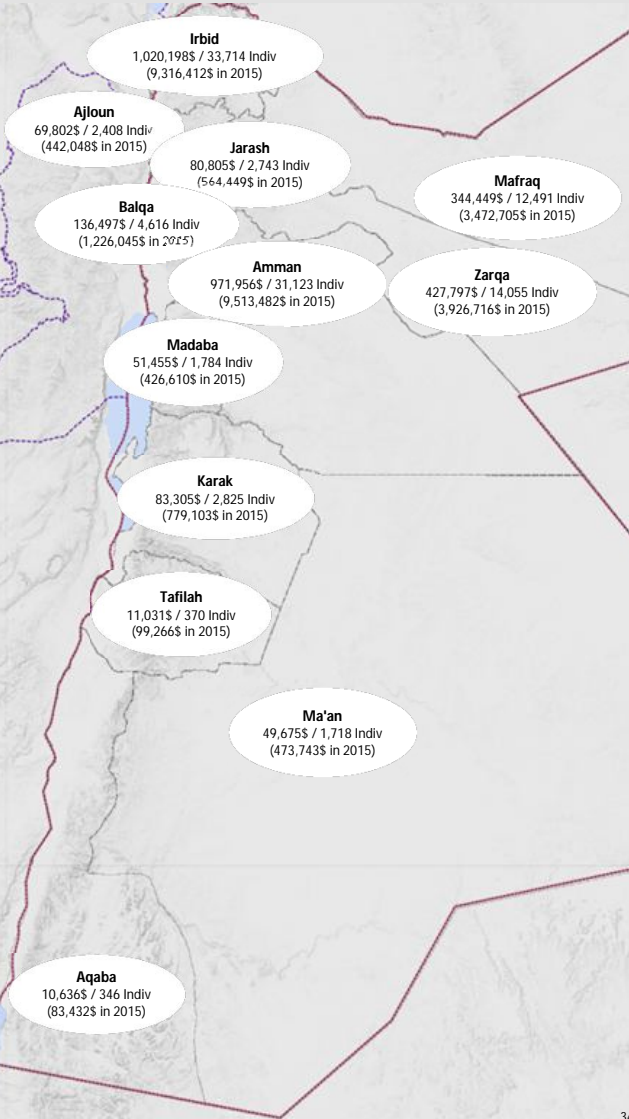 Irbid
1,020,198$ / 33,714 Indiv
(9,316,412$ in 2015)
Ajloun
69,802$ / 2,408 Indiv
(442,048$ in 2015)
Jarash
80,805$ / 2,743 Indiv
(564,449$ in 2015)
Mafraq
344,449$ / 12,491 Indiv
(3,472,705$ in 2015)
Balqa
136,497$ / 4,616 Indiv
(1,226,045$ in 2015)
Amman
971,956$ / 31,123 Indiv
(9,513,482$ in 2015)
Zarqa
427,797$ / 14,055 Indiv
(3,926,716$ in 2015)
Madaba
51,455$ / 1,784 Indiv
(426,610$ in 2015)
Karak
83,305$ / 2,825 Indiv
(779,103$ in 2015)
Tafilah
11,031$ / 370 Indiv
(99,266$ in 2015)
Ma'an
49,675$ / 1,718 Indiv
(473,743$ in 2015)
Aqaba
10,636$ / 346 Indiv
(83,432$ in 2015)